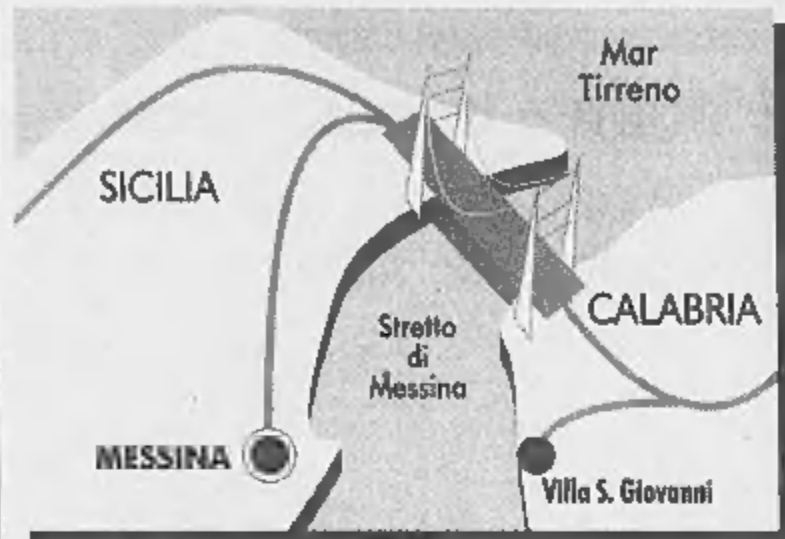 Mar
Tirreno
SICILIA
CALABRIA
Stretto
di
Messina
MESSINA
Villa S. Giovanni